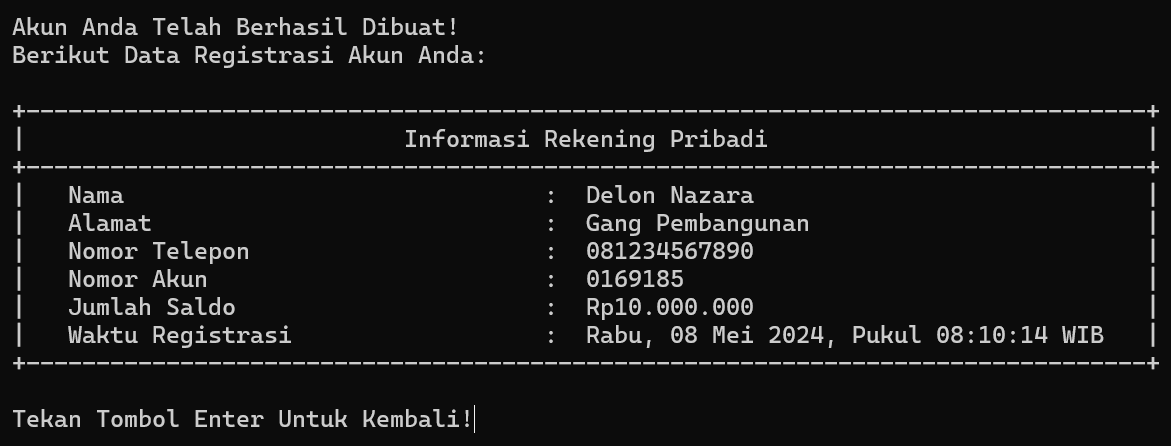 Akun Anda Telah Berhasil Dibuat!
Berikut Data Registrasi Akun Anda:
Informasi Rekening Pribadi
Nama : Delon Nazara
Alamat : Gang Pembangunan
Nomor Telepon : 081234567890
Nomor Akun : 0169185
Jumlah Saldo : Rp10.000.000
Waktu Registrasi : Rabu, 08 Mei 2024, Pukul 08:10:14 WIB
Tekan Tombol Enter Untuk Kembali!